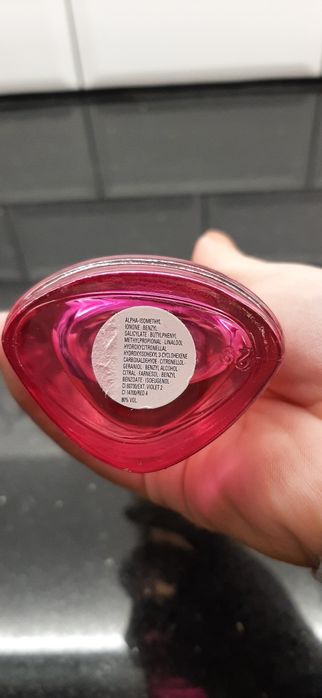 ALPHA-ISOMETHYL
IONONE · BENZYL
SALICYLATE · BUTYLPHENYL
METHYLPROPIONAL · LINALOOL
HYDROXYCITRONELLAL
HYDROXYISOHEXYL 3-CYCLOHEXENE
CARBOXALDEHYDE · CITRONELLOL
GERANIOL · BENZYL ALCOHOL
CITRAL · FARNESOL · BENZYL
BENZOATE · ISOEUGENOL
CI 60730/EXT. VIOLET 2
CI 14700/RED 4
80% VOL.